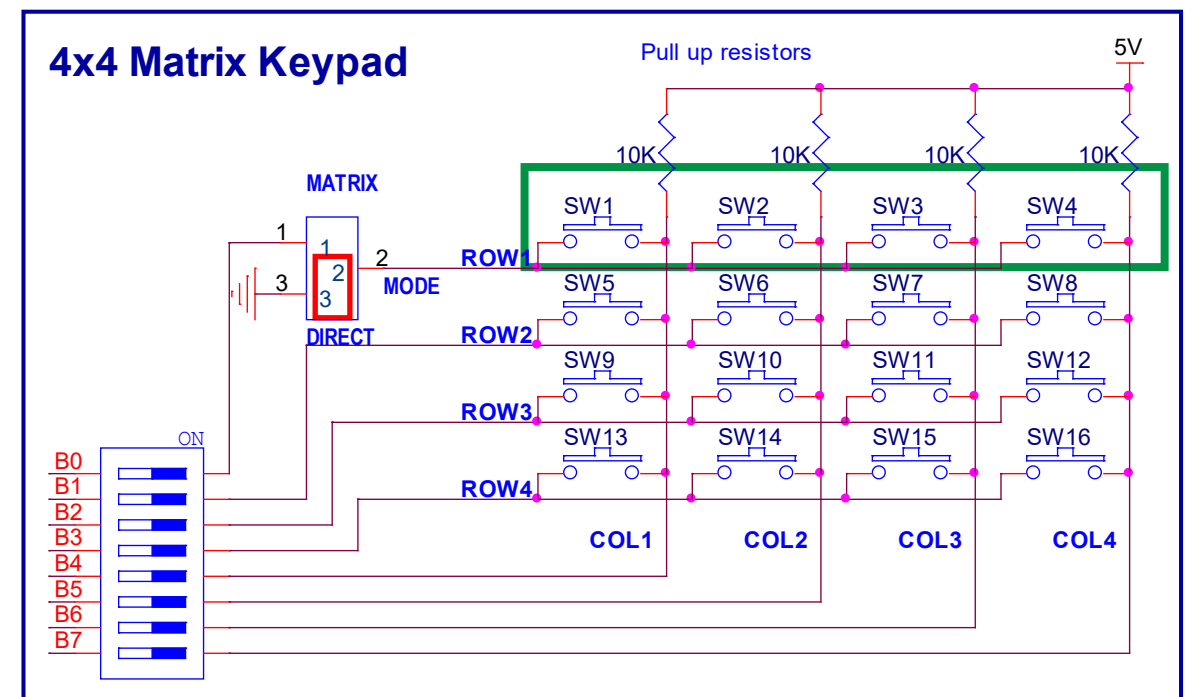 4x4 Matrix Keypad
Pull up resistors
5V
10K 10K 10K 10K
MATRIX
SW1 SW2 SW3 SW4
1
1
2
2
ROW1
3
3
MODE
SW5 SW6 SW7 SW8
DIRECT
ROW2
SW9 SW10 SW11 SW12
ROW3
ON
SW13 SW14 SW15 SW16
B0
B1
ROW4
B2
B3
COL1 COL2 COL3 COL4
B4
B5
B6
B7